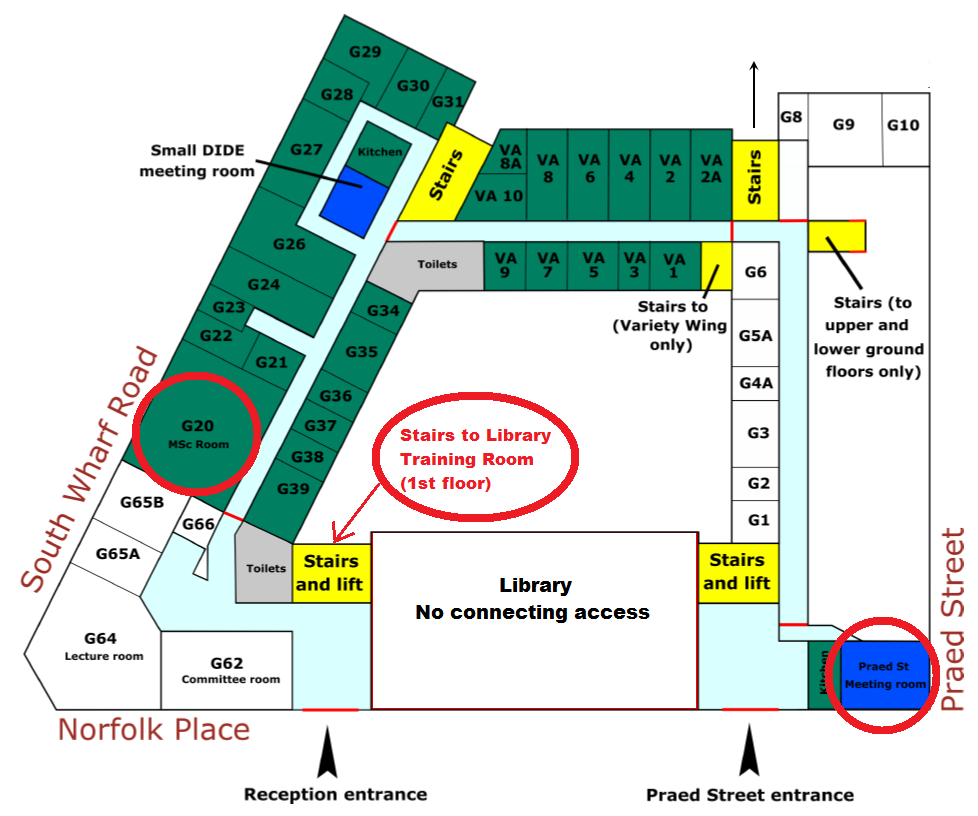 G29
G30
G31
G28
G27
Kitchen
Small DIDE
meeting room
Stairs
VA
8A
VA 10
VA
8
VA
6
VA
4
VA
2
VA
2A
Stairs
G8
G9
G10
G26
Toilets
VA
9
VA
7
VA
5
VA
3
VA
1
G6
Stairs to
(Variety Wing
only)
Stairs (to
upper and
lower ground
floors only)
G24
G23
G22
G21
G34
G35
G36
G37
G38
G39
G5A
G4A
G3
G2
G1
G20
MSc Room
Stairs to Library
Training Room
(1st floor)
South Wharf Road
G65B
G66
G65A
Toilets
Stairs
and lift
Library
No connecting access
Stairs
and lift
G64
Lecture room
G62
Committee room
Kitchen
Praed St
Meeting room
Praed Street
Norfolk Place
Reception entrance
Praed Street entrance